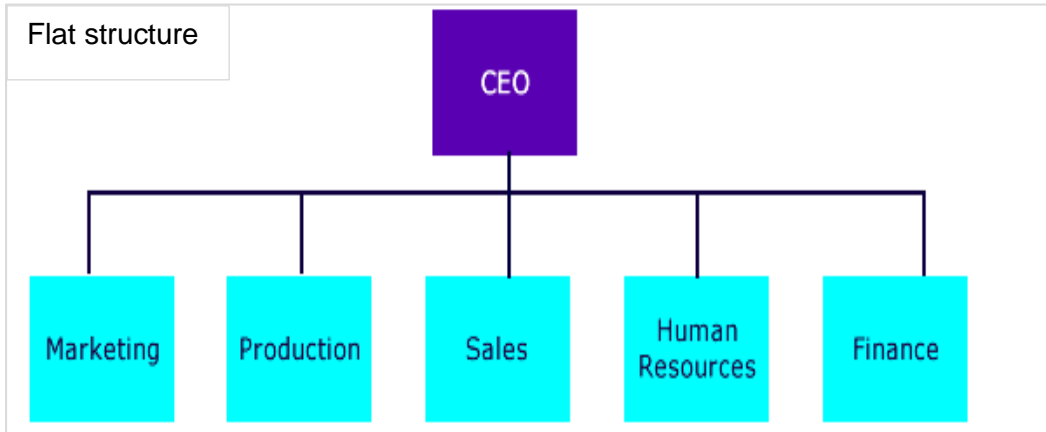 Flat structure
CEO
Marketing
Production
Sales
Human
Resources
Finance